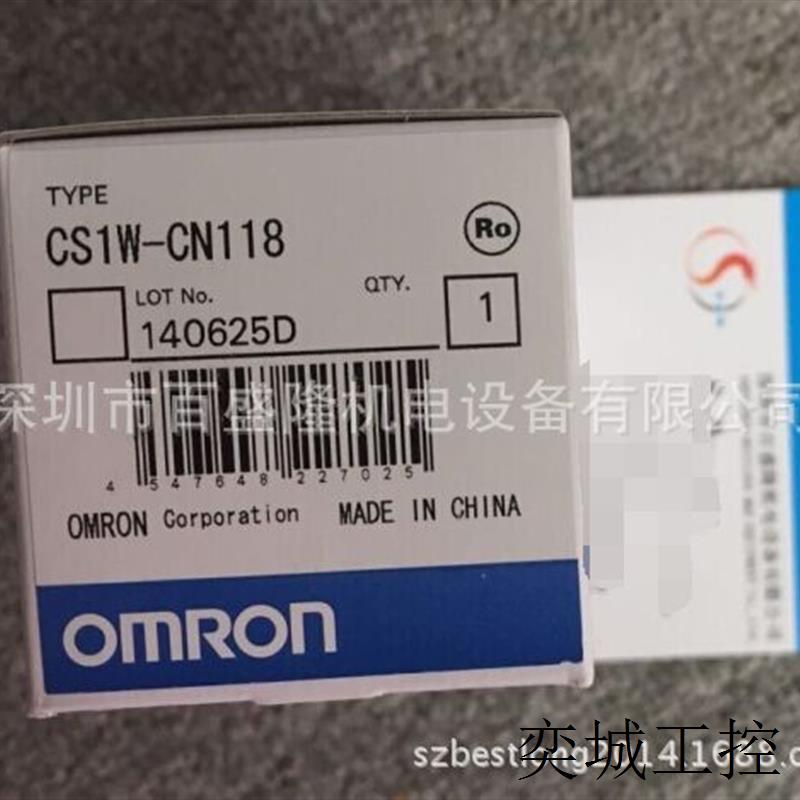 TYPE
CS1W-CN118
Ro
LOT No.
QTY.
140625D
1
深圳市百盛隆机电设备有限公司
4 547648 227025
OMRON Corporation MADE IN CHINA
OMRON
奕城工控